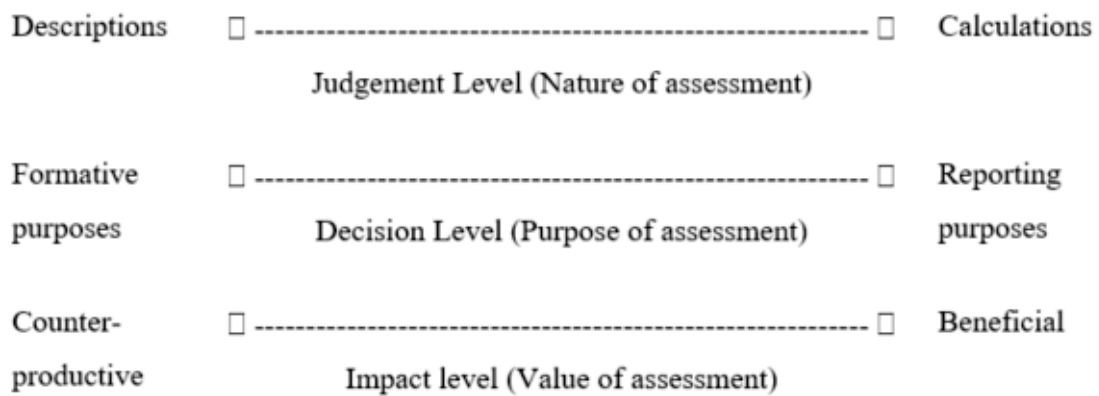 Descriptions □ --------------------------------------------------------------- □ Calculations
Judgement Level (Nature of assessment)
Formative □ --------------------------------------------------------------- □ Reporting
purposes Decision Level (Purpose of assessment) purposes
Counter- □ --------------------------------------------------------------- □ Beneficial
productive Impact level (Value of assessment)